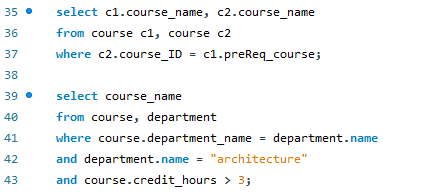 35 select c1.course_name, c2.course_name
36 from course c1, course c2
37 where c2.course_ID = c1.preReq_course;
38
39 select course_name
40 from course, department
41 where course.department_name = department.name
42 and department.name = "architecture"
43 and course.credit_hours > 3;